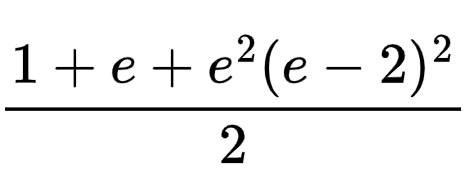 1 + e + e²(e − 2)²
2